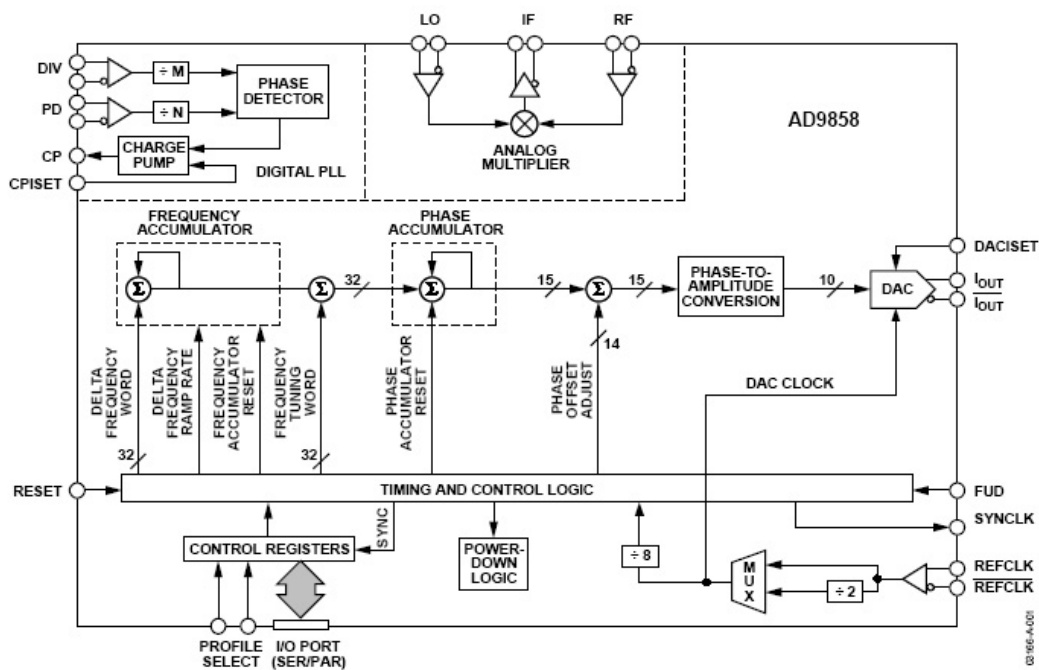 LO
IF
RF
DIV
÷ M
PHASE
DETECTOR
PD
÷ N
AD9858
CP
CHARGE
PUMP
ANALOG
MULTIPLIER
CPISET
DIGITAL PLL
FREQUENCY
ACCUMULATOR
PHASE
ACCUMULATOR
DACISET
Σ
Σ
32
Σ
15
Σ
15
PHASE-TO-
AMPLITUDE
CONVERSION
10
DAC
IOUT
IOUT
14
DELTA
FREQUENCY
WORD
DELTA
FREQUENCY
RAMP RATE
FREQUENCY
ACCUMULATOR
RESET
FREQUENCY
TUNING
WORD
PHASE
ACCUMULATOR
RESET
PHASE
OFFSET
ADJUST
DAC CLOCK
32
32
RESET
TIMING AND CONTROL LOGIC
FUD
SYNCLK
SYNC
CONTROL REGISTERS
POWER-
DOWN
LOGIC
÷ 8
MUX
÷ 2
REFCLK
REFCLK
PROFILE
SELECT
I/O PORT
(SER/PAR)
03166-A-001